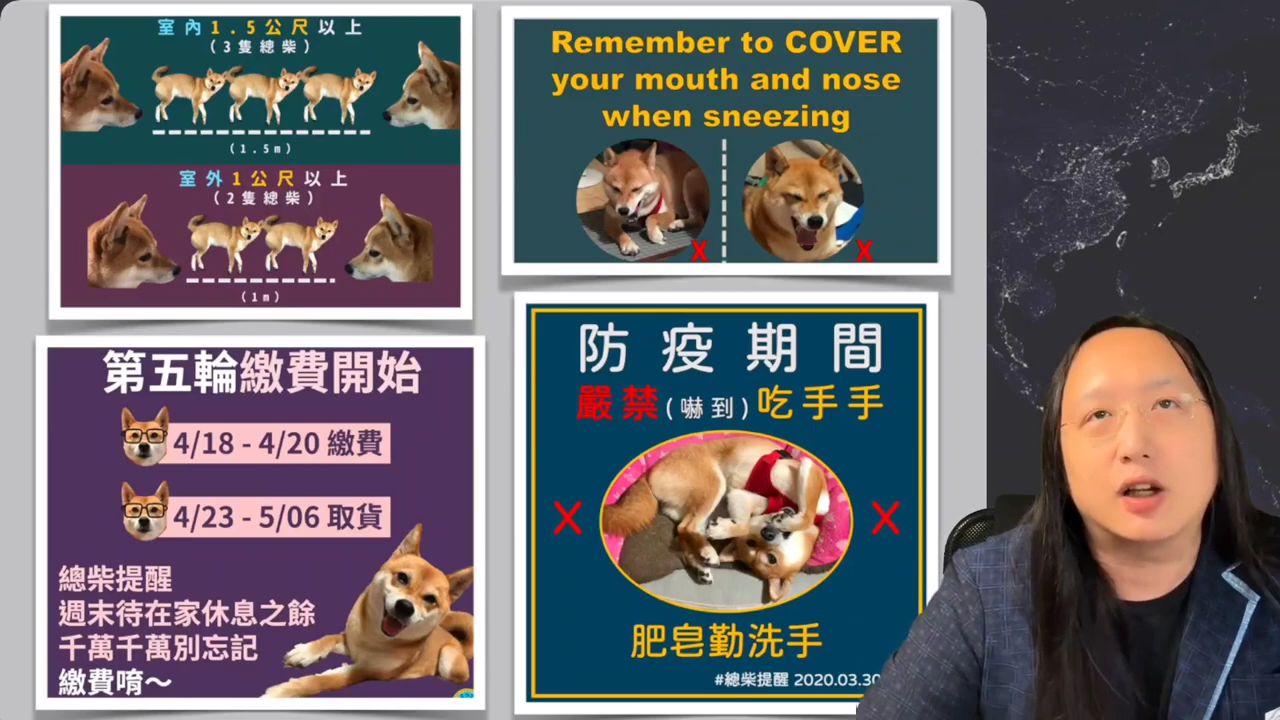 室內1.5公尺以上
(3隻總柴)
(1.5m)
室外1公尺以上
(2隻總柴)
(1m)
Remember to COVER
your mouth and nose
when sneezing
X X
第五輪繳費開始
4/18 - 4/20 繳費
4/23 - 5/06 取貨
總柴提醒
週末待在家休息之餘
千萬千萬別忘記
繳費唷～
防疫期間
嚴禁(嚇到)吃手手
X X
肥皂勤洗手
#總柴提醒 2020.03.30